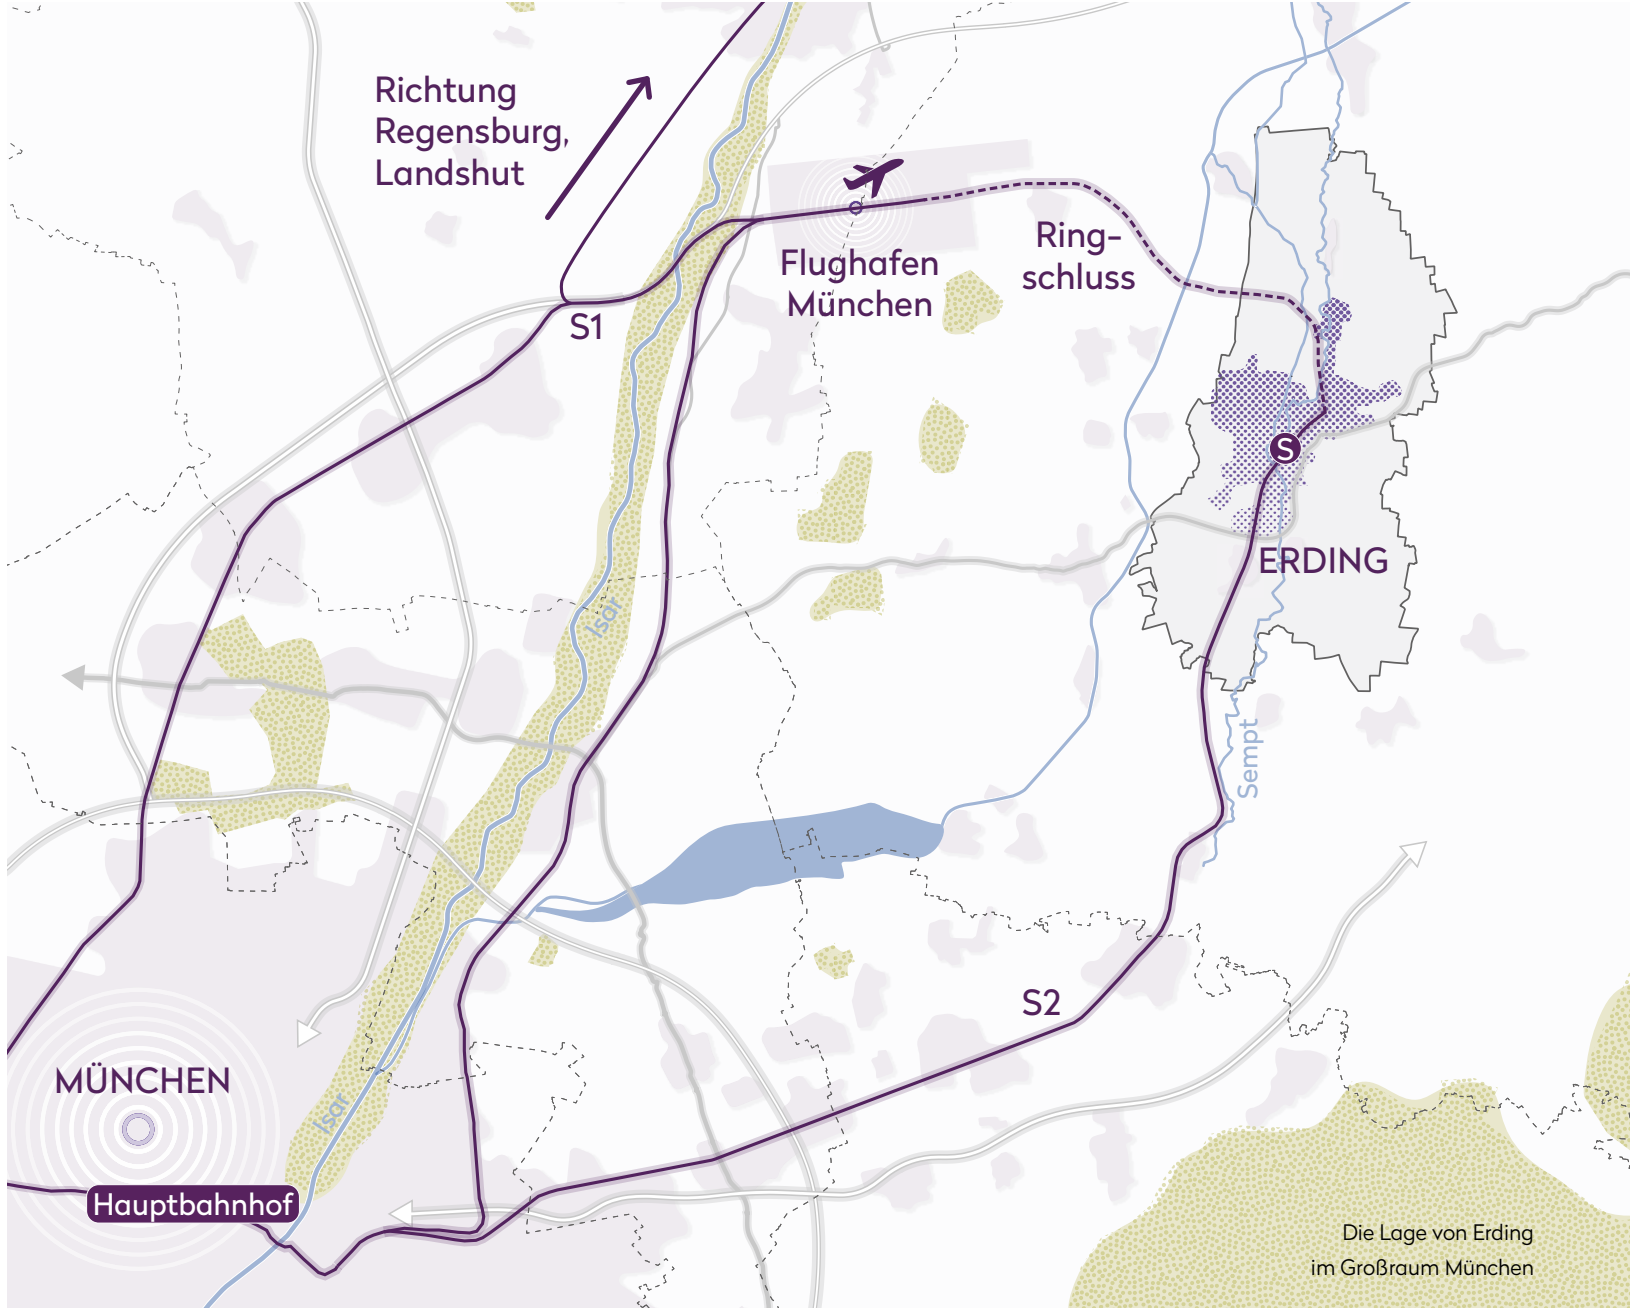 Richtung
Regensburg,
Landshut
Flughafen
München
Ring-
schluss
S1
S
ERDING
Isar
Sempt
S2
MÜNCHEN
Isar
Hauptbahnhof
Die Lage von Erding
im Großraum München